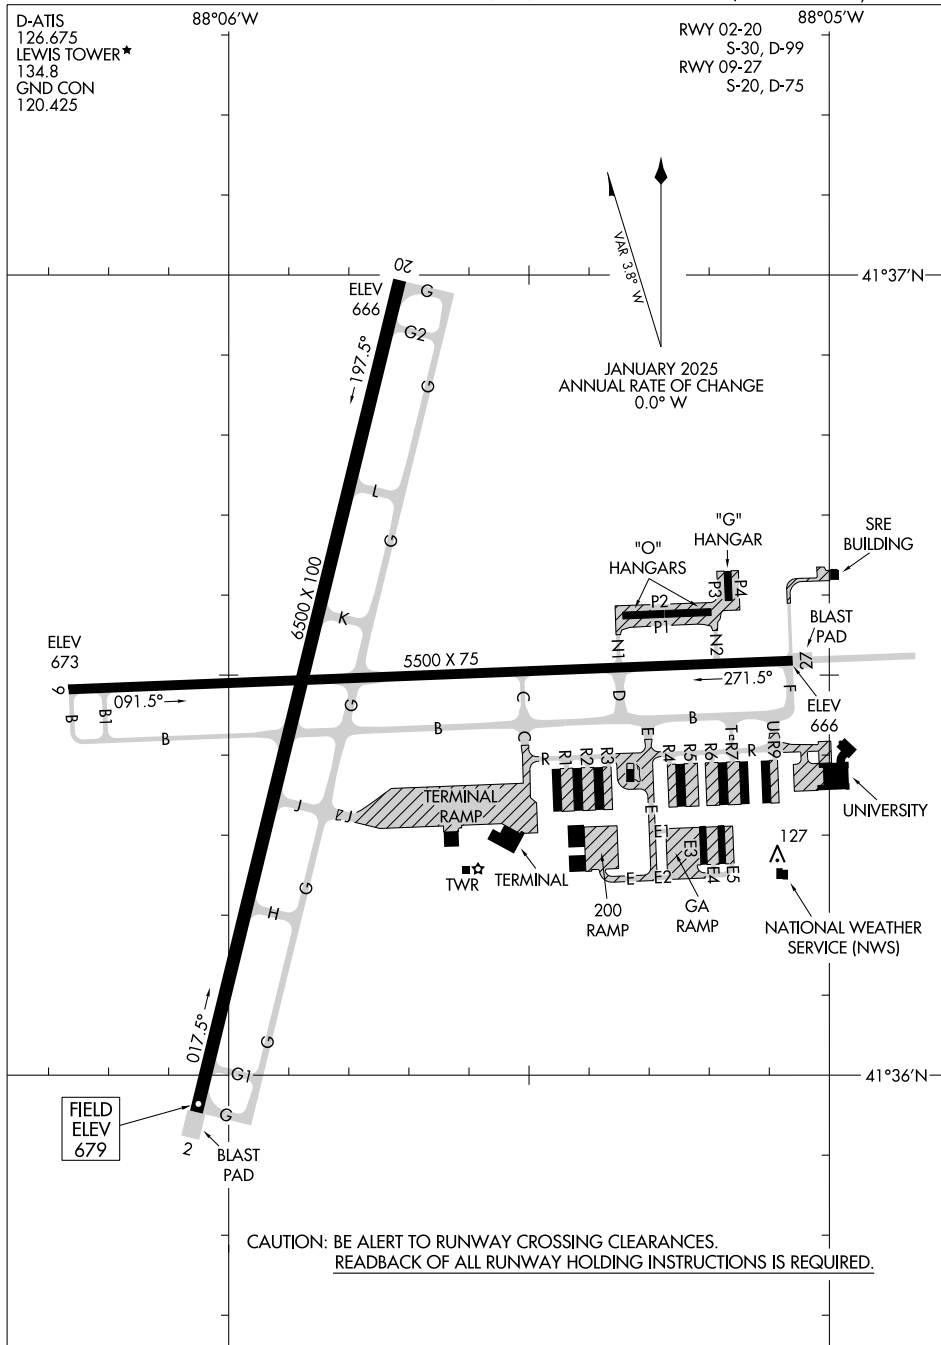 D-ATIS
126.675
LEWIS TOWER★
134.8
GND CON
120.425
88°06'W
88°05'W
RWY 02-20
S-30, D-99
RWY 09-27
S-20, D-75
VAR 3.8° W
JANUARY 2025
ANNUAL RATE OF CHANGE
0.0° W
41°37'N
20
ELEV
666
G
G2
197.5°
G
L
G
6500 X 100
K
"G"
HANGAR
"O"
HANGARS
SRE
BUILDING
P2
P1
P3
P4
N1
N2
BLAST
PAD
27
ELEV
673
9
5500 X 75
091.5°
271.5°
ELEV
666
B
B1
B
G
B
C
D
B
F
C
E
T
U
R
R1
R2
R3
R4
R5
R6
R7
R
R9
UNIVERSITY
J
J
TERMINAL
RAMP
E
E1
E3
E
E2
E4
E5
127
TWR
TERMINAL
200
RAMP
GA
RAMP
NATIONAL WEATHER
SERVICE (NWS)
G
H
G
017.5°
G1
G
41°36'N
FIELD
ELEV
679
2
BLAST
PAD
CAUTION: BE ALERT TO RUNWAY CROSSING CLEARANCES.
READBACK OF ALL RUNWAY HOLDING INSTRUCTIONS IS REQUIRED.